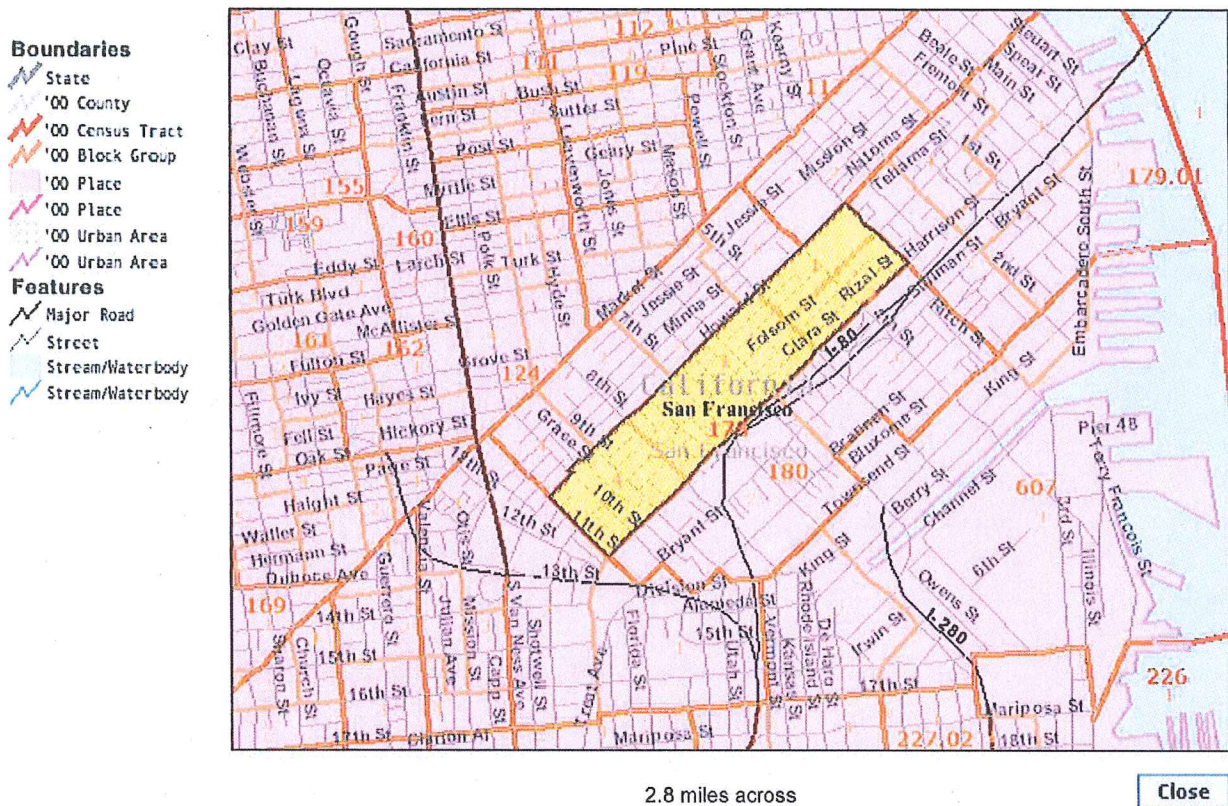 Boundaries
State
'00 County
'00 Census Tract
'00 Block Group
'00 Place
'00 Place
'00 Urban Area
'00 Urban Area
Features
Major Road
Street
Stream/Waterbody
Stream/Waterbody
Clay St
Buchanan St
Octavia St
Gough St
Franklin St
Sacramento St
California St
Austin St
Bush St
Sutter St
Pine St
Stockton St
Grant Ave
Kearny St
Powell St
112
111
119
Post St
Geary St
Leavenworth St
Jones St
Mason St
Myrtle St
Ellis St
Webster St
155
159
160
Polk St
Eddy St
Larch St
Turk St
Hyde St
Turk Blvd
Golden Gate Ave
McAllister St
161
162
Fulton St
Grove St
124
Ivy St
Hayes St
Fillmore St
Fell St
Hickory St
Oak St
Page St
Haight St
Waller St
Hermann St
Duboce Ave
169
14th St
15th St
16th St
17th St
Sharon St
Church St
Guerrero St
Valencia St
Otis St
Julian Ave
Mission St
Capp St
S Van Ness Ave
Shotwell St
Florida St
Utah St
Vermont St
Kansas St
Rhode Island St
De Haro St
12th St
13th St
Division St
Alameda St
15th St
Mariposa St
Market St
Jessie St
7th St
Minna St
Jessie St
5th St
Mission St
Natoma St
Tehama St
Beale St
Fremont St
Steuart St
Spear St
Main St
1st St
Harrison St
Bryant St
2nd St
Embarcadero South St
179.01
Howard St
Folsom St
Clara St
Rizal St
I-80
8th St
9th St
Grace St
10th St
11th St
California
San Francisco
San Francisco
180
Bryant St
Brannan St
Bluxome St
Townsend St
King St
Berry St
Channel St
King St
Pier 48
Terry Francois St
607
3rd St
Illinois St
6th St
Owens St
I-280
Irwin St
17th St
Mariposa St
18th St
226
227.02
2.8 miles across
Close